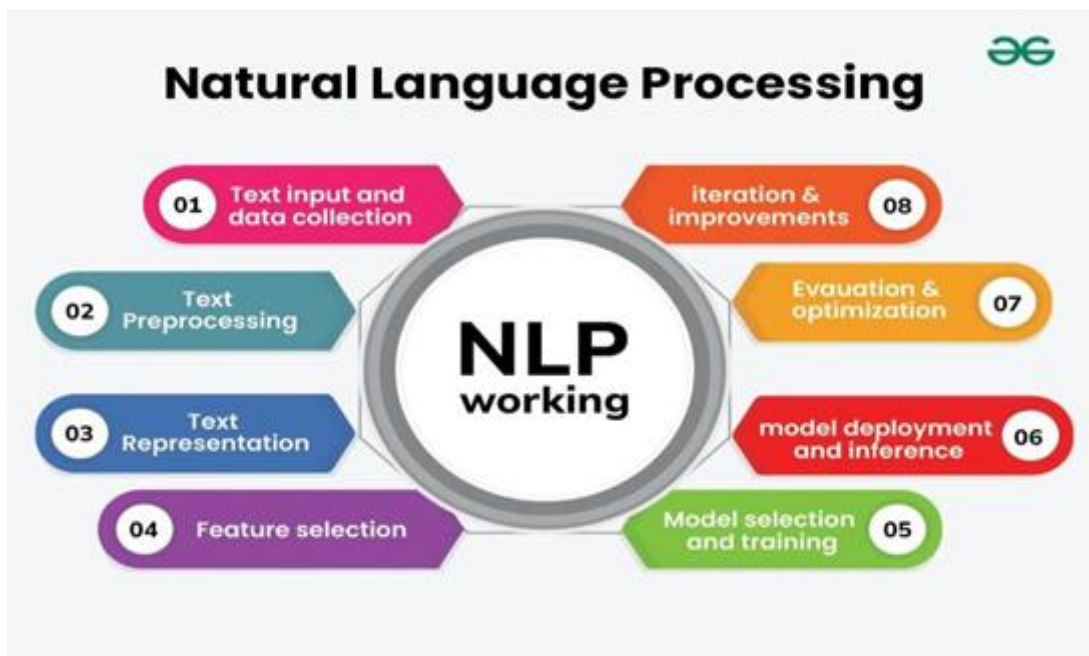 Natural Language Processing
01
Text input and
data collection
02
Text
Preprocessing
03
Text
Representation
04
Feature selection
NLP
working
iteration &
improvements
08
Evauation &
optimization
07
model deployment
and inference
06
Model selection
and training
05